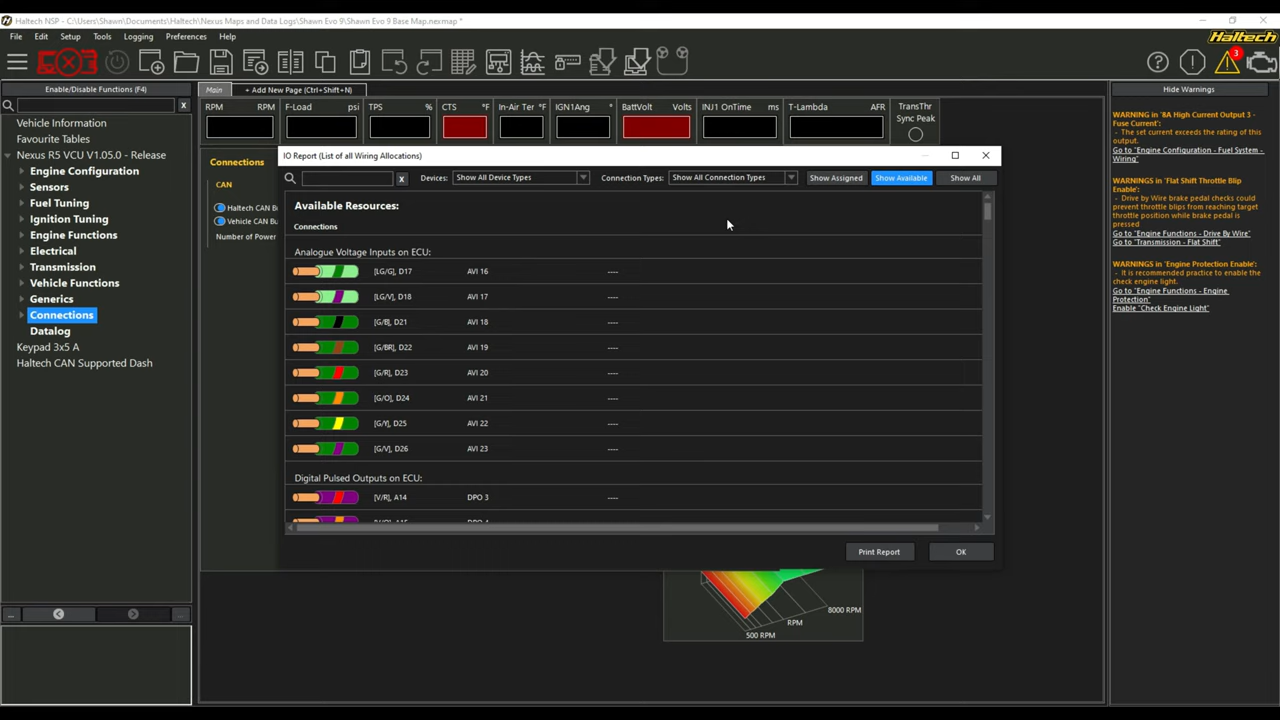 Haltech NSP - C:\Users\Shawn\Documents\Haltech\Nexus Maps and Data Logs\Shawn Evo 9\Shawn Evo 9 Base Map.nexmap *
File Edit Setup Tools Logging Preferences Help
Haltech
3
Enable/Disable Functions (F4)
Main
+ Add New Page (Ctrl+Shift+N)
Hide Warnings
x
Vehicle Information
Favourite Tables
Nexus R5 VCU V1.05.0 - Release
Engine Configuration
Sensors
Fuel Tuning
Ignition Tuning
Engine Functions
Electrical
Transmission
Vehicle Functions
Generics
Connections
Datalog
Keypad 3x5 A
Haltech CAN Supported Dash
...
...
RPM RPM
F-Load psi
TPS %
CTS °F
In-Air Ter °F
IGN1Ang °
BattVolt Volts
INJ1 OnTime ms
T-Lambda AFR
TransThr
Sync Peak
Connections
CAN
Haltech CAN B
Vehicle CAN Bu
Number of Power
IO Report (List of all Wiring Allocations)
x
Devices: Show All Device Types
Connection Types: Show All Connection Types
Show Assigned
Show Available
Show All
Available Resources:
Connections
Analogue Voltage Inputs on ECU:
[LG/G], D17 AVI 16 ----
[LG/V], D18 AVI 17 ----
[G/B], D21 AVI 18 ----
[G/BR], D22 AVI 19 ----
[G/R], D23 AVI 20 ----
[G/O], D24 AVI 21 ----
[G/Y], D25 AVI 22 ----
[G/V], D26 AVI 23 ----
Digital Pulsed Outputs on ECU:
[V/R], A14 DPO 3 ----
Print Report
OK
8000 RPM
RPM
500 RPM
WARNING in "8A High Current Output 3 -
Fuse Current':
• The set current exceeds the rating of this
output.
Go to "Engine Configuration - Fuel System -
Wiring"
WARNINGS in "Flat Shift Throttle Blip
Enable":
• Drive by Wire brake pedal checks could
prevent throttle blips from reaching target
throttle position while brake pedal is
pressed
Go to "Engine Functions - Drive By Wire"
Go to "Transmission - Flat Shift"
WARNINGS in "Engine Protection Enable":
• It is recommended practice to enable the
check engine light.
Go to "Engine Functions - Engine
Protection"
Enable "Check Engine Light"